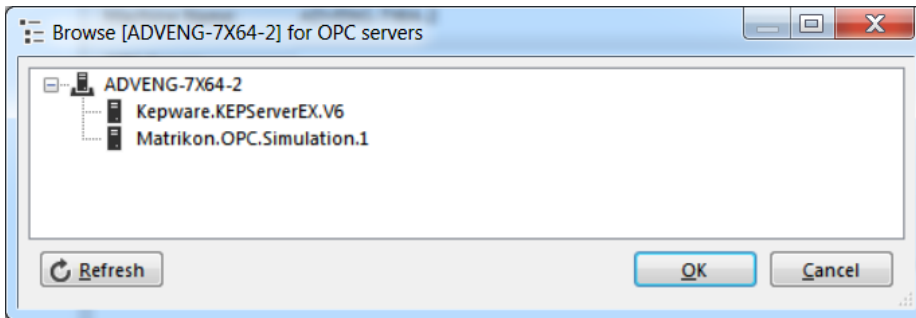 Browse [ADVENG-7X64-2] for OPC servers
ADVENG-7X64-2
Kepware.KEPServerEX.V6
Matrikon.OPC.Simulation.1
Refresh
OK
Cancel